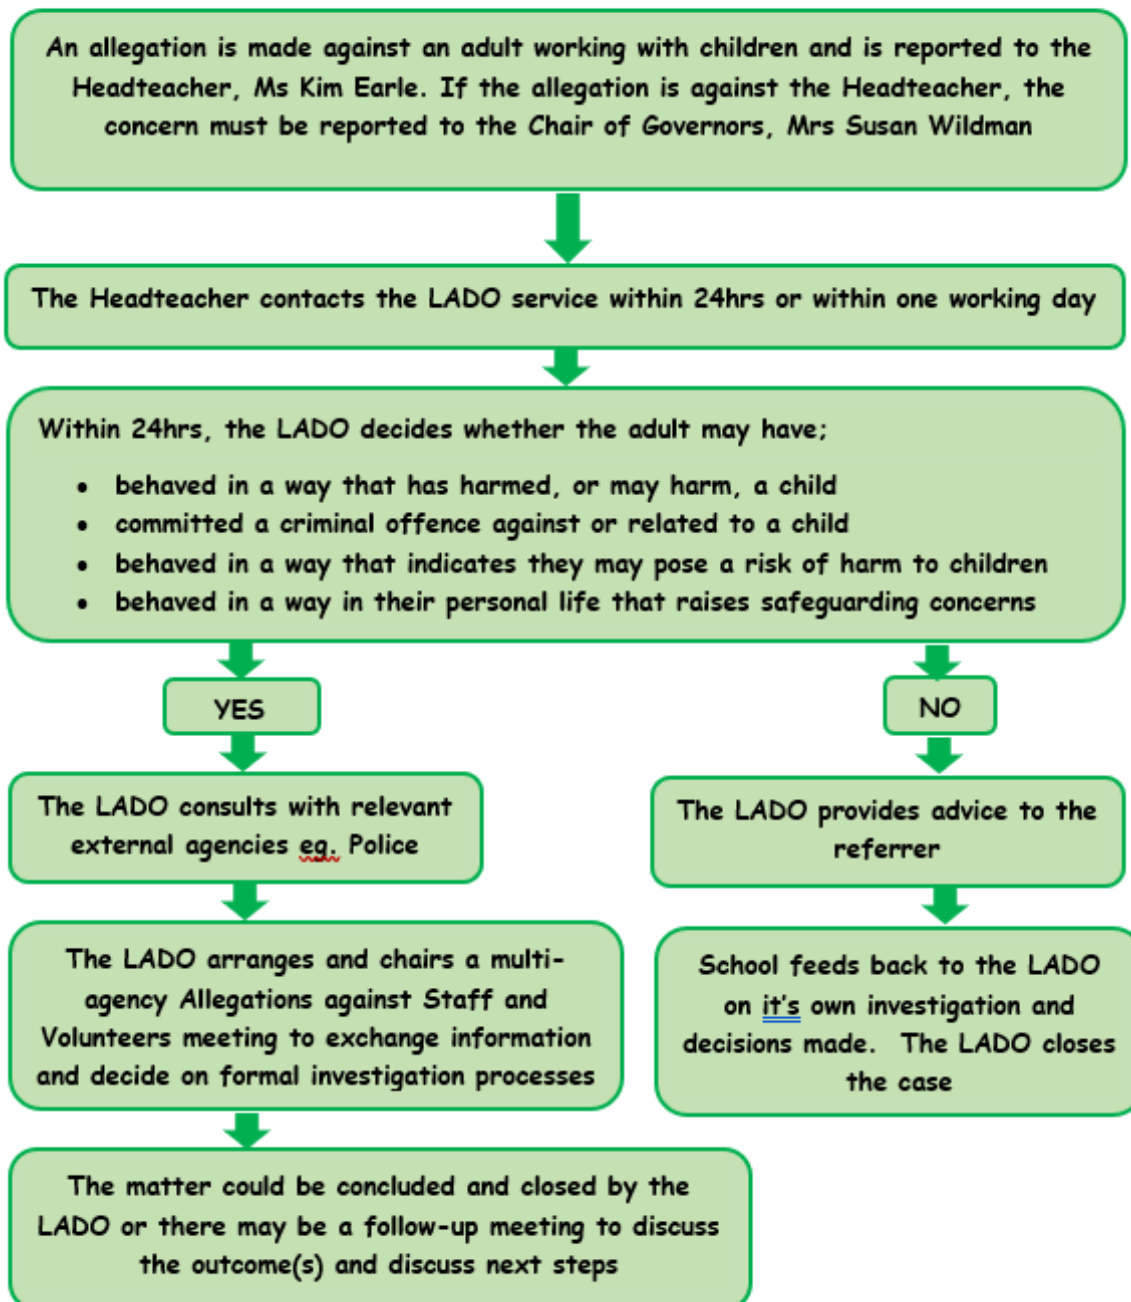 An allegation is made against an adult working with children and is reported to the
Headteacher, Ms Kim Earle. If the allegation is against the Headteacher, the
concern must be reported to the Chair of Governors, Mrs Susan Wildman
The Headteacher contacts the LADO service within 24hrs or within one working day
Within 24hrs, the LADO decides whether the adult may have;
• behaved in a way that has harmed, or may harm, a child
• committed a criminal offence against or related to a child
• behaved in a way that indicates they may pose a risk of harm to children
• behaved in a way in their personal life that raises safeguarding concerns
YES
The LADO consults with relevant
external agencies eg. Police
The LADO arranges and chairs a multi-
agency Allegations against Staff and
Volunteers meeting to exchange information
and decide on formal investigation processes
The matter could be concluded and closed by the
LADO or there may be a follow-up meeting to discuss
the outcome(s) and discuss next steps
NO
The LADO provides advice to the
referrer
School feeds back to the LADO
on it's own investigation and
decisions made. The LADO closes
the case